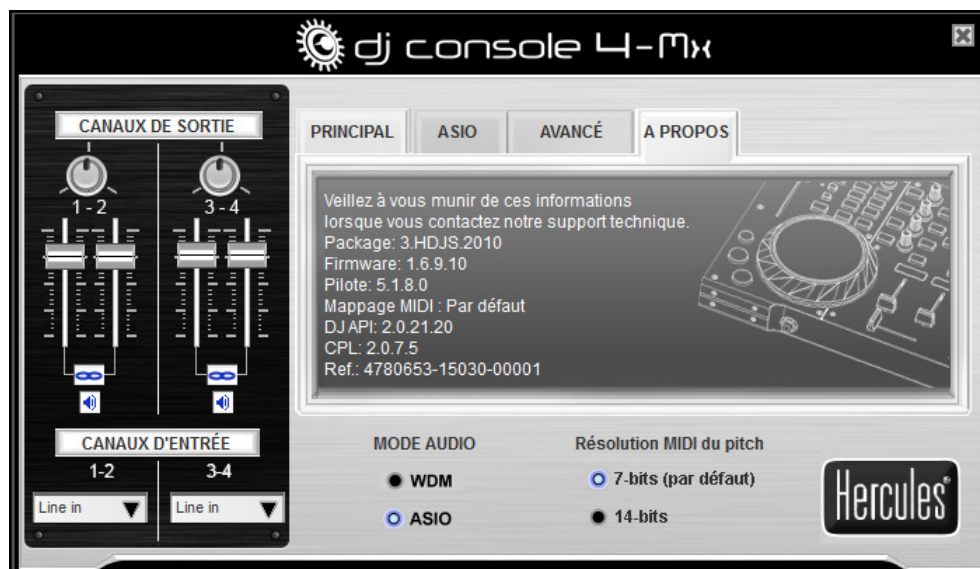 dj console 4-Mx
CANAUX DE SORTIE
1 - 2
3 - 4
CANAUX D'ENTRÉE
1-2
3-4
Line in
Line in
PRINCIPAL
ASIO
AVANCÉ
A PROPOS
Veillez à vous munir de ces informations
lorsque vous contactez notre support technique.
Package: 3.HDJS.2010
Firmware: 1.6.9.10
Pilote: 5.1.8.0
Mappage MIDI : Par défaut
DJ API: 2.0.21.20
CPL: 2.0.7.5
Ref.: 4780653-15030-00001
MODE AUDIO
WDM
ASIO
Résolution MIDI du pitch
7-bits (par défaut)
14-bits
Hercules®